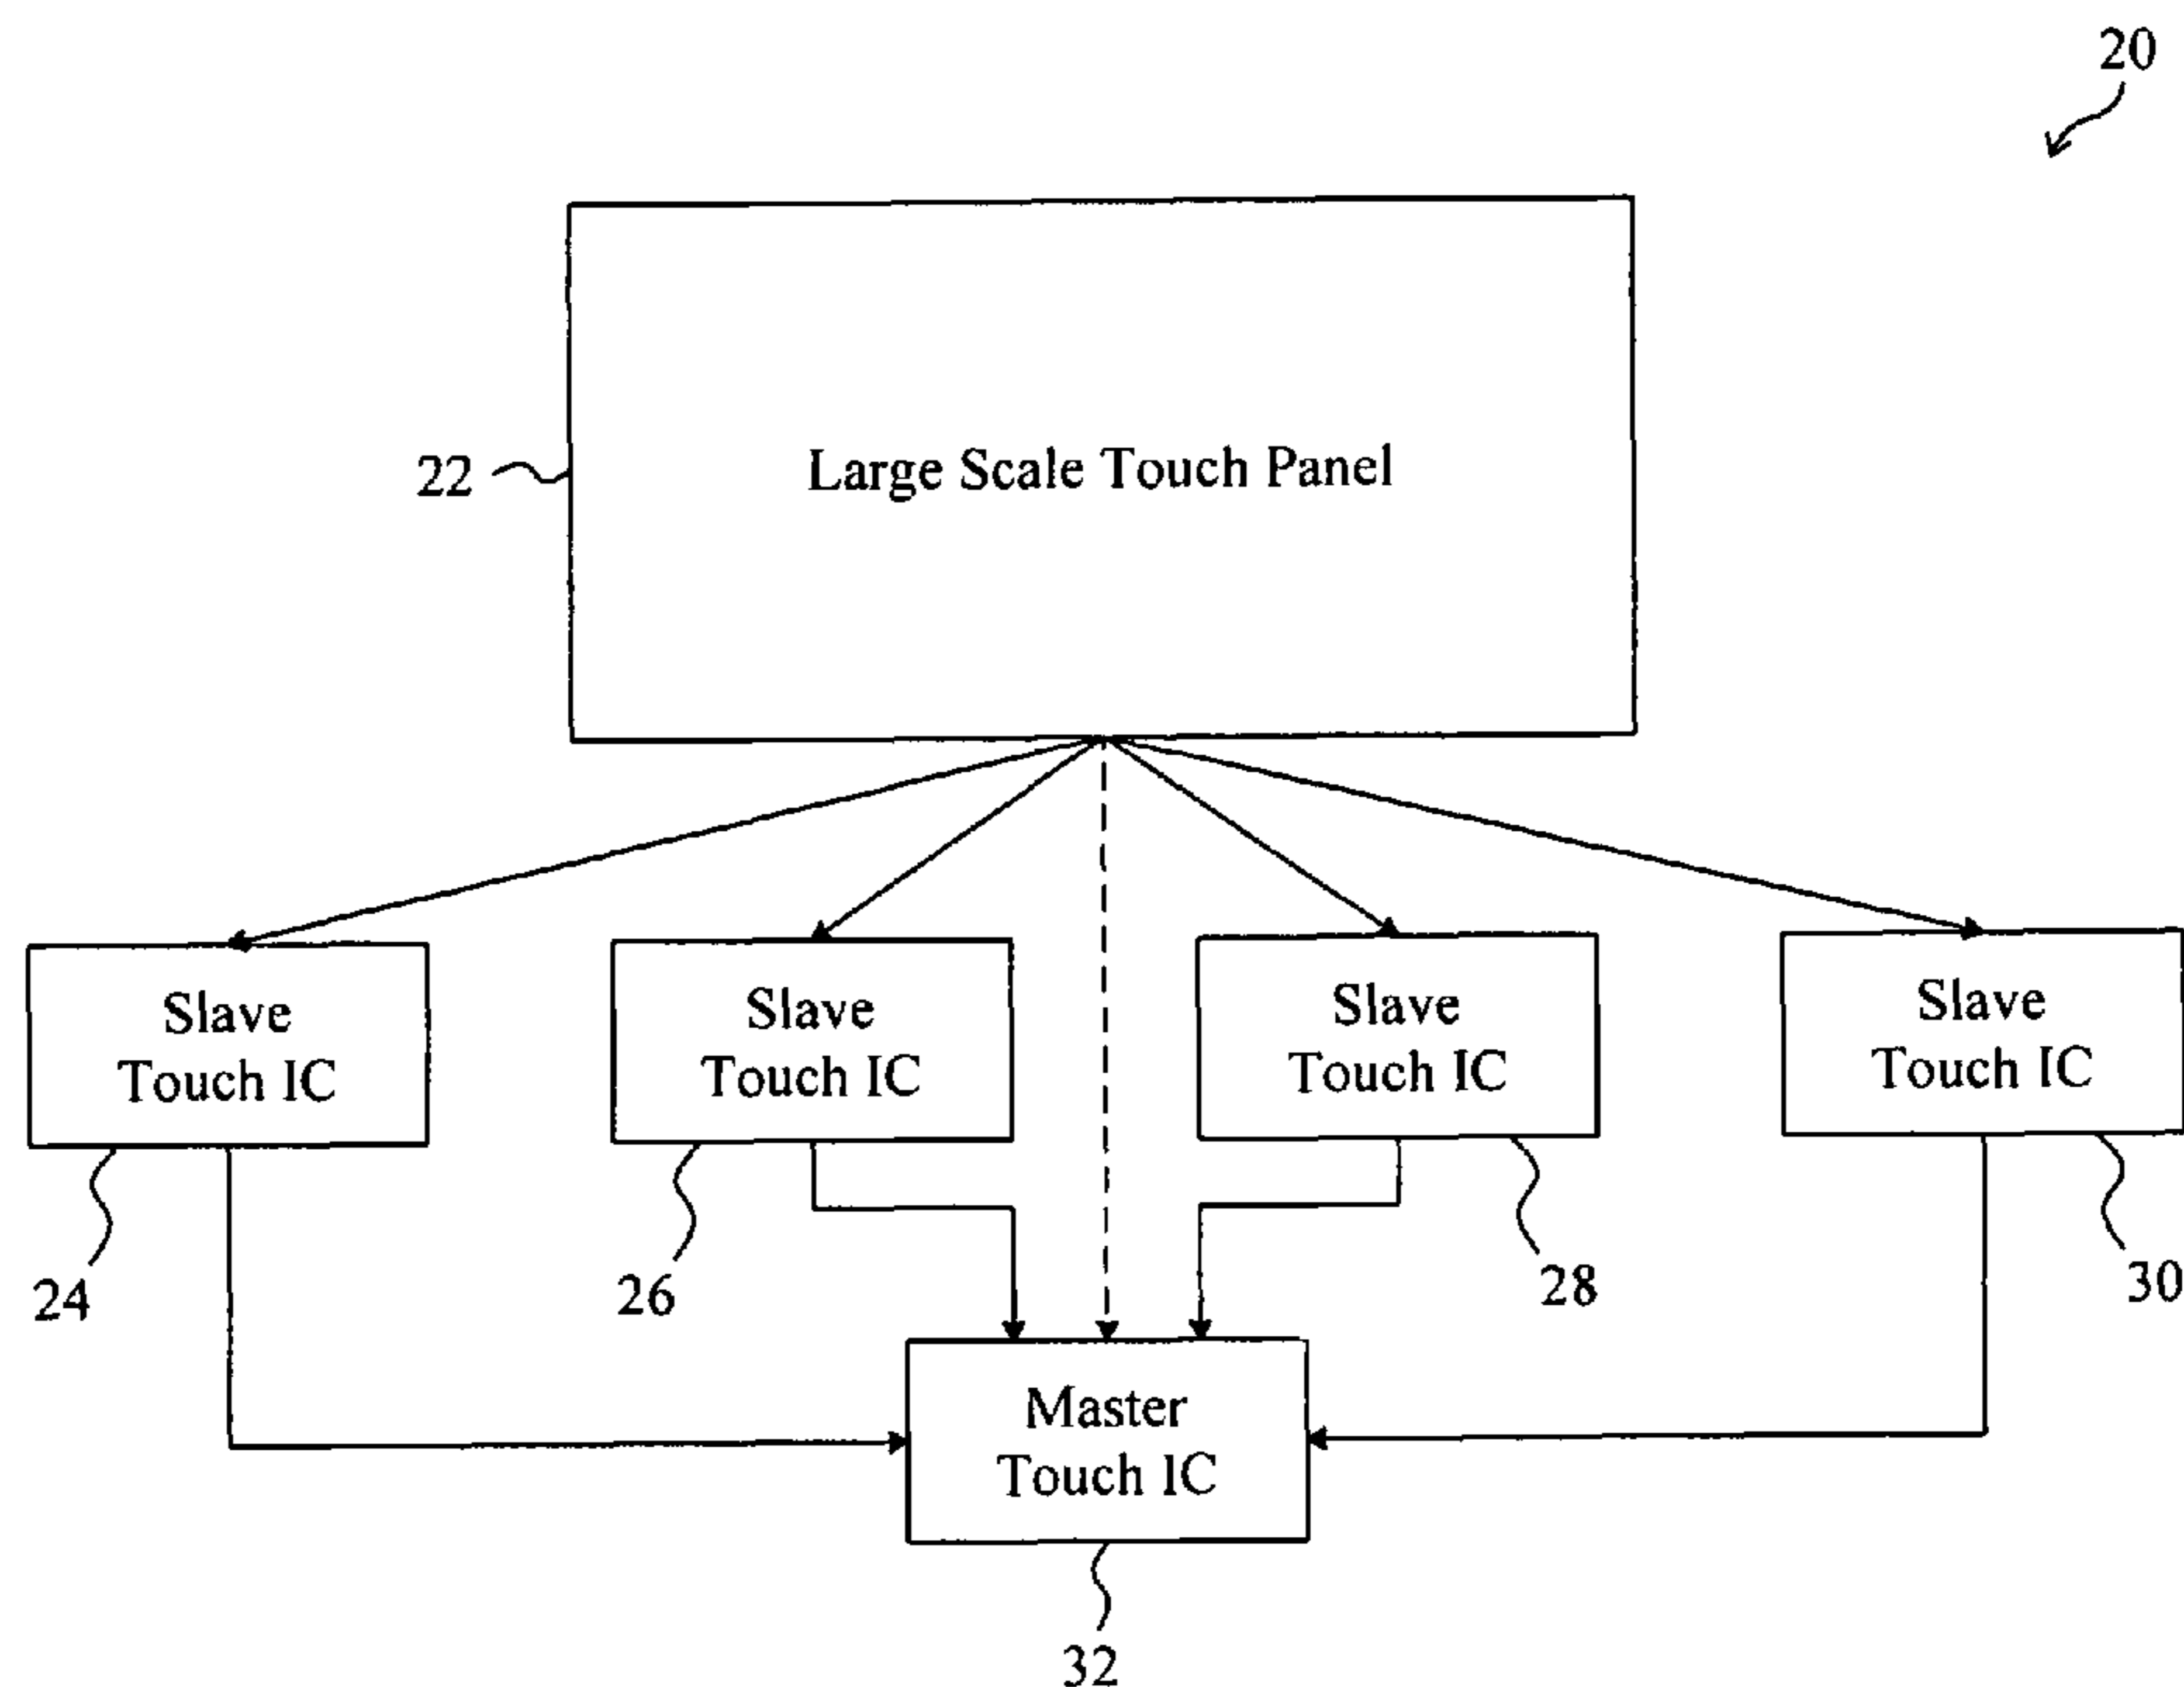 20
22
Large Scale Touch Panel
Slave
Touch IC
Slave
Touch IC
Slave
Touch IC
Slave
Touch IC
24
26
28
30
Master
Touch IC
32